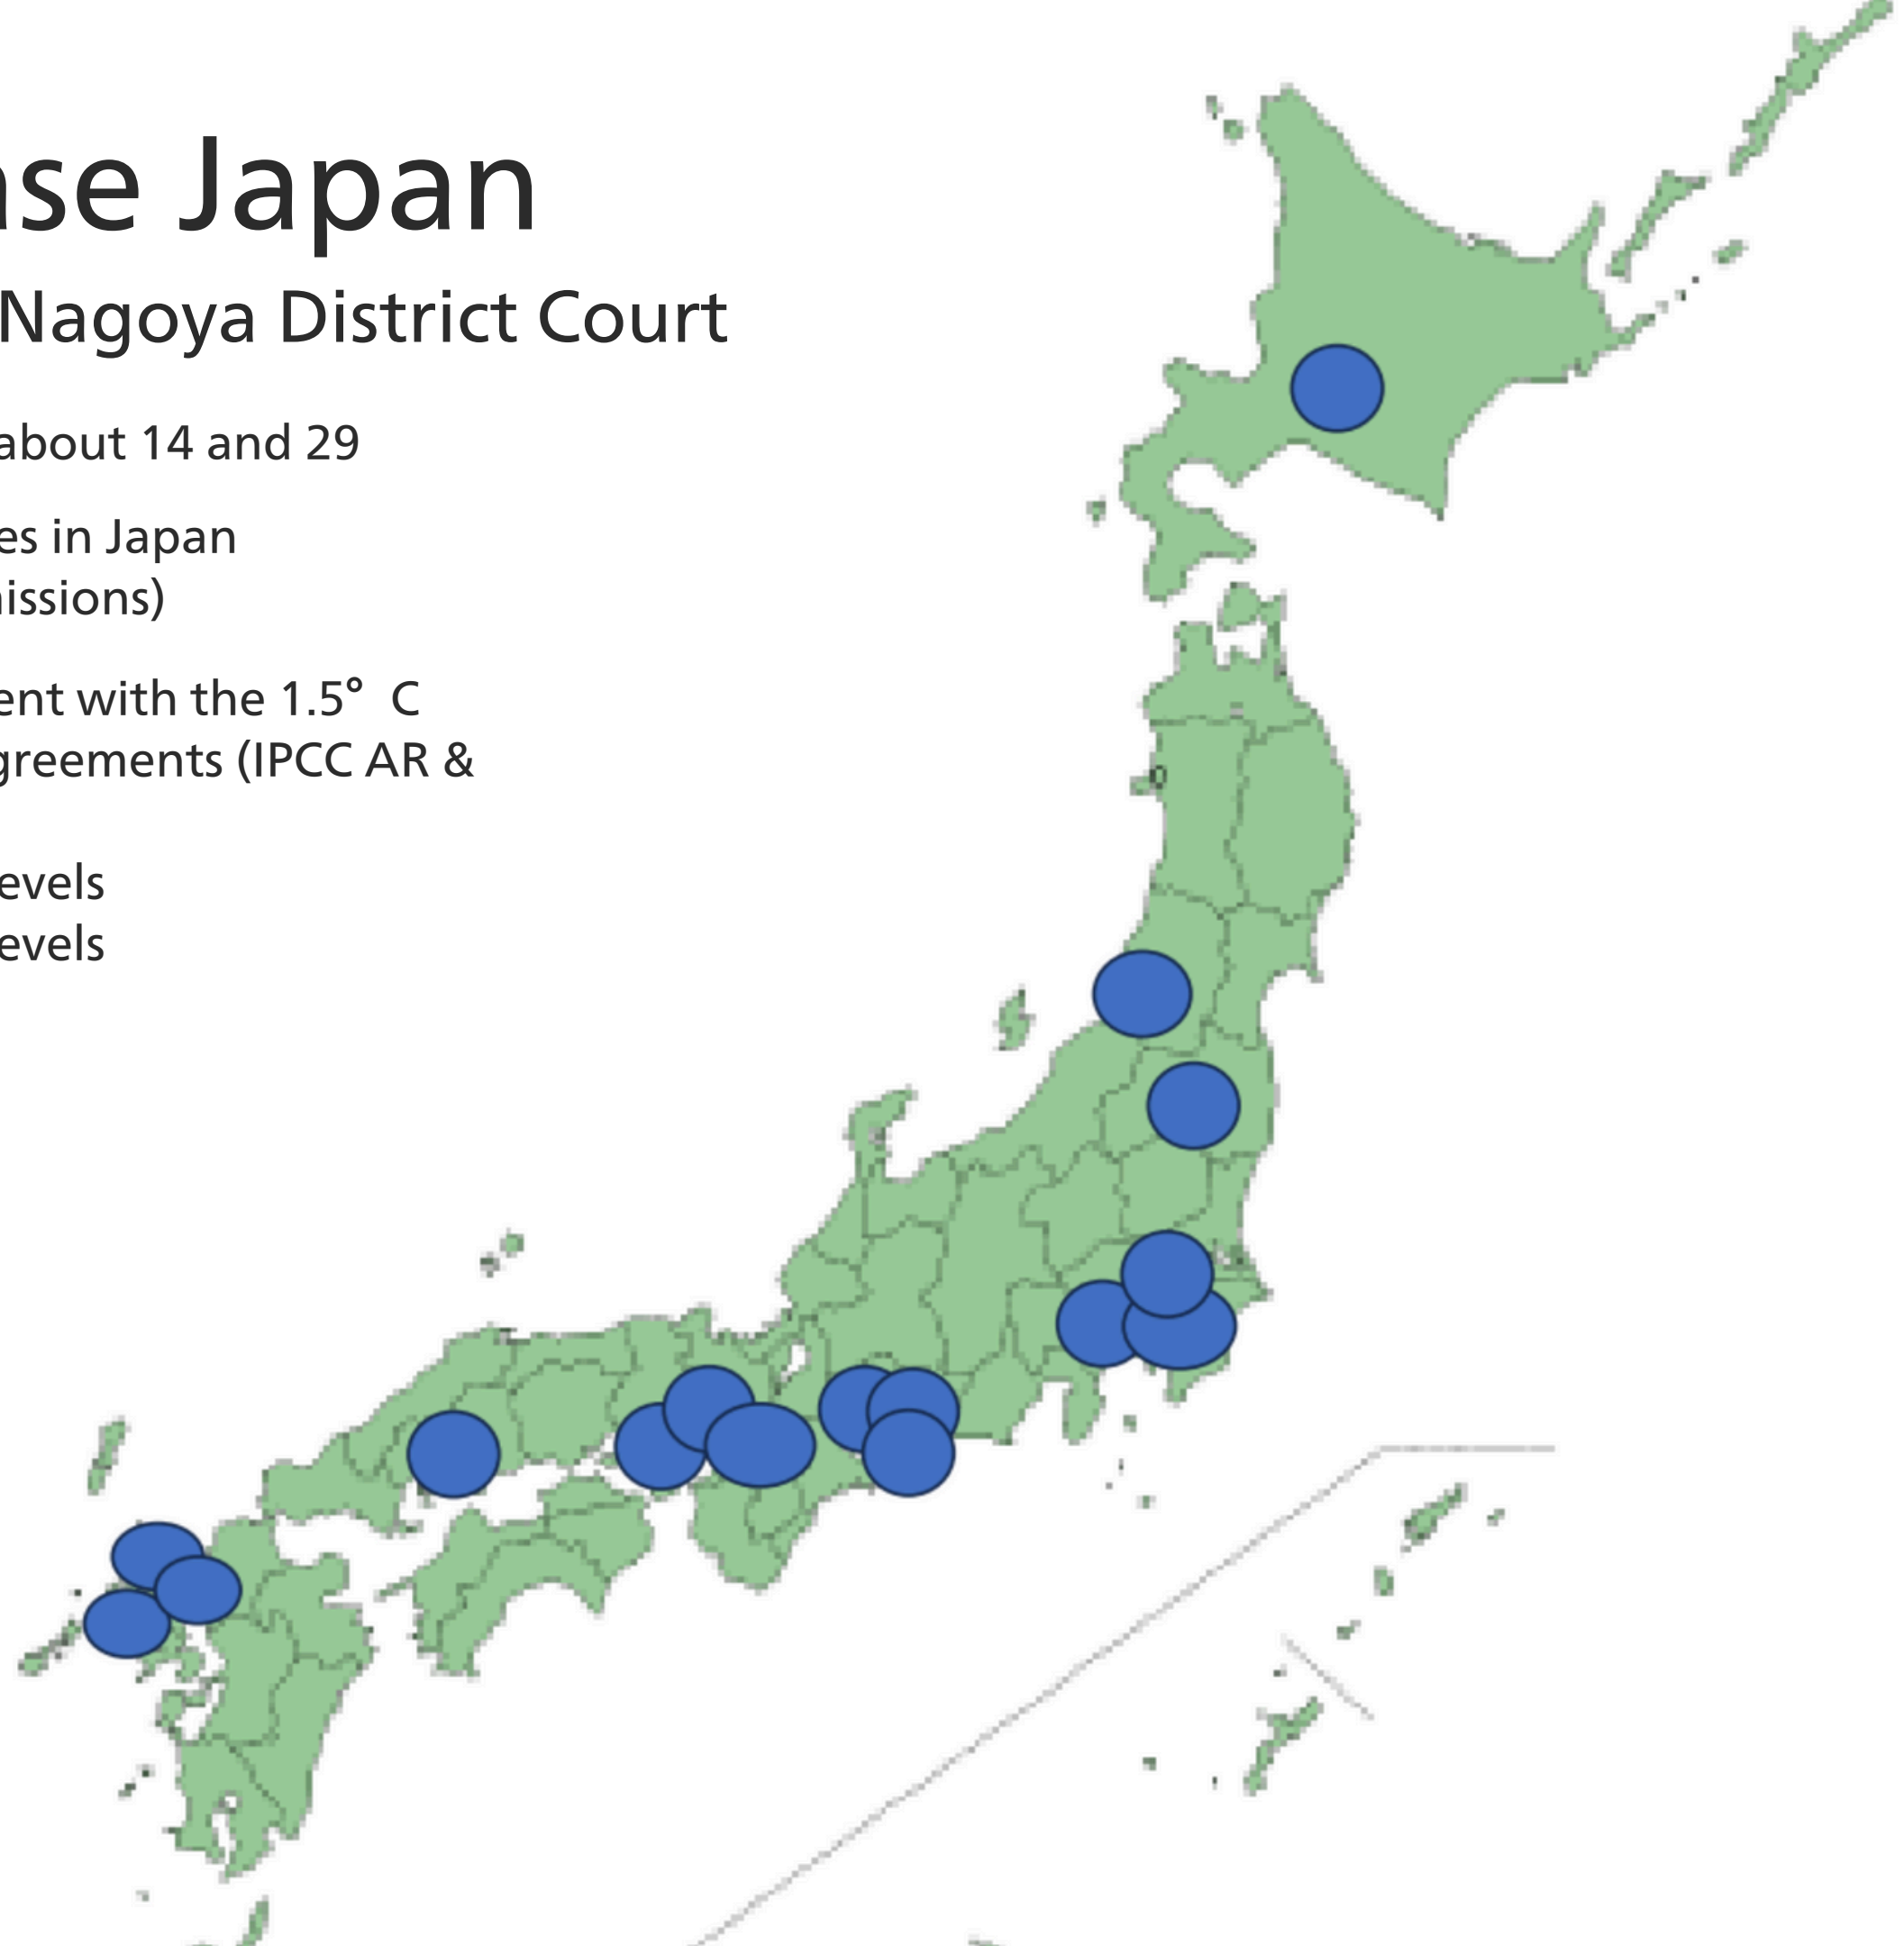 se Japan
Nagoya District Court
about 14 and 29
es in Japan
issions)
ent with the 1.5° C
greements (IPCC AR &
evels
evels